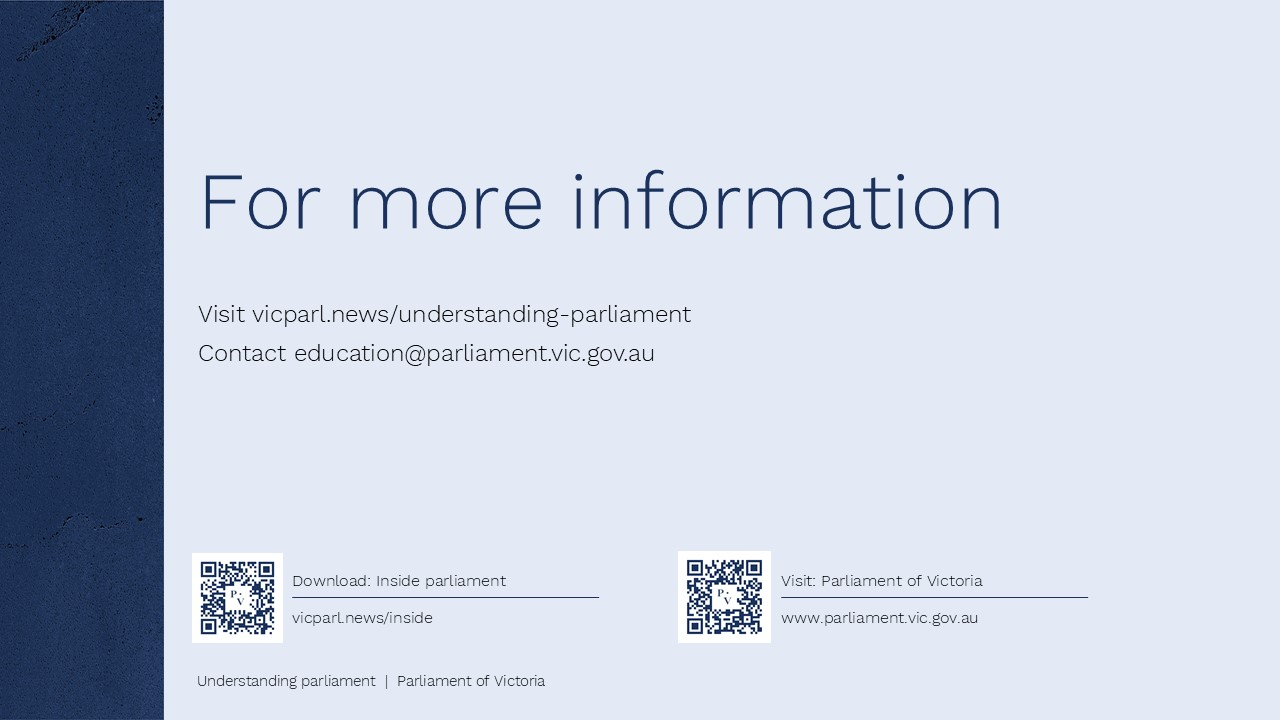 For more information
Visit vicparl.news/understanding-parliament
Contact education@parliament.vic.gov.au
Download: Inside parliament
vicparl.news/inside
Visit: Parliament of Victoria
www.parliament.vic.gov.au
Understanding parliament | Parliament of Victoria